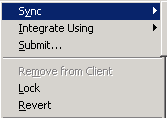 Sync
Integrate Using
Submit...
Remove from Client
Lock
Revert